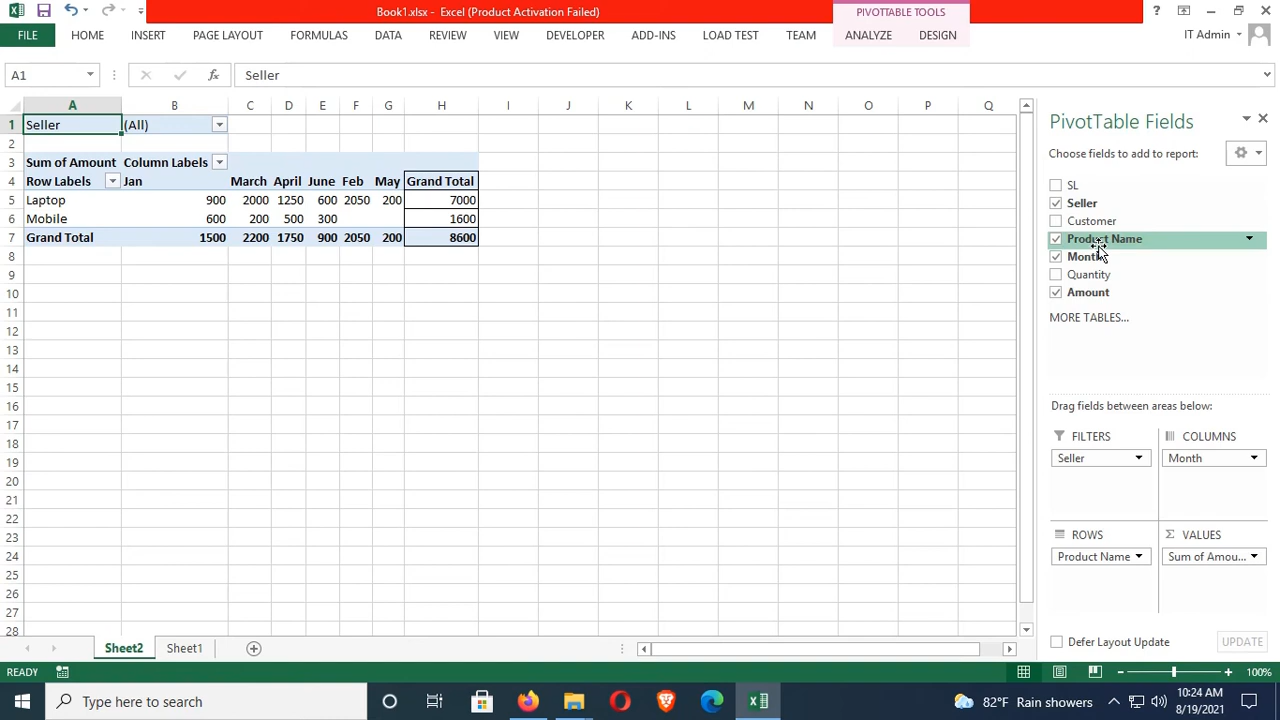 Book1.xlsx - Excel (Product Activation Failed)
PIVOTTABLE TOOLS
FILE HOME INSERT PAGE LAYOUT FORMULAS DATA REVIEW VIEW DEVELOPER ADD-INS LOAD TEST TEAM ANALYZE DESIGN IT Admin
A1 fx Seller
A B C D E F G H I J K L M N O P Q
1 Seller (All)
2
3 Sum of Amount Column Labels
4 Row Labels Jan March April June Feb May Grand Total
5 Laptop 900 2000 1250 600 2050 200 7000
6 Mobile 600 200 500 300 1600
7 Grand Total 1500 2200 1750 900 2050 200 8600
8
9
10
11
12
13
14
15
16
17
18
19
20
21
22
23
24
25
26
27
28
PivotTable Fields
Choose fields to add to report:
SL
Seller
Customer
Product Name
Month
Quantity
Amount
MORE TABLES...
Drag fields between areas below:
FILTERS COLUMNS
Seller Month
ROWS Σ VALUES
Product Name Sum of Amou...
Defer Layout Update UPDATE
Sheet2 Sheet1
READY 100%
Type here to search
82°F Rain showers
10:24 AM
8/19/2021